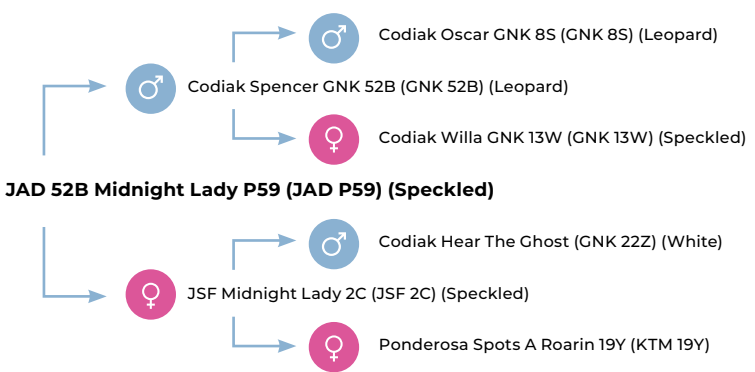 Codiak Oscar GNK 8S (GNK 8S) (Leopard)
Codiak Spencer GNK 52B (GNK 52B) (Leopard)
Codiak Willa GNK 13W (GNK 13W) (Speckled)
JAD 52B Midnight Lady P59 (JAD P59) (Speckled)
Codiak Hear The Ghost (GNK 22Z) (White)
JSF Midnight Lady 2C (JSF 2C) (Speckled)
Ponderosa Spots A Roarin 19Y (KTM 19Y)